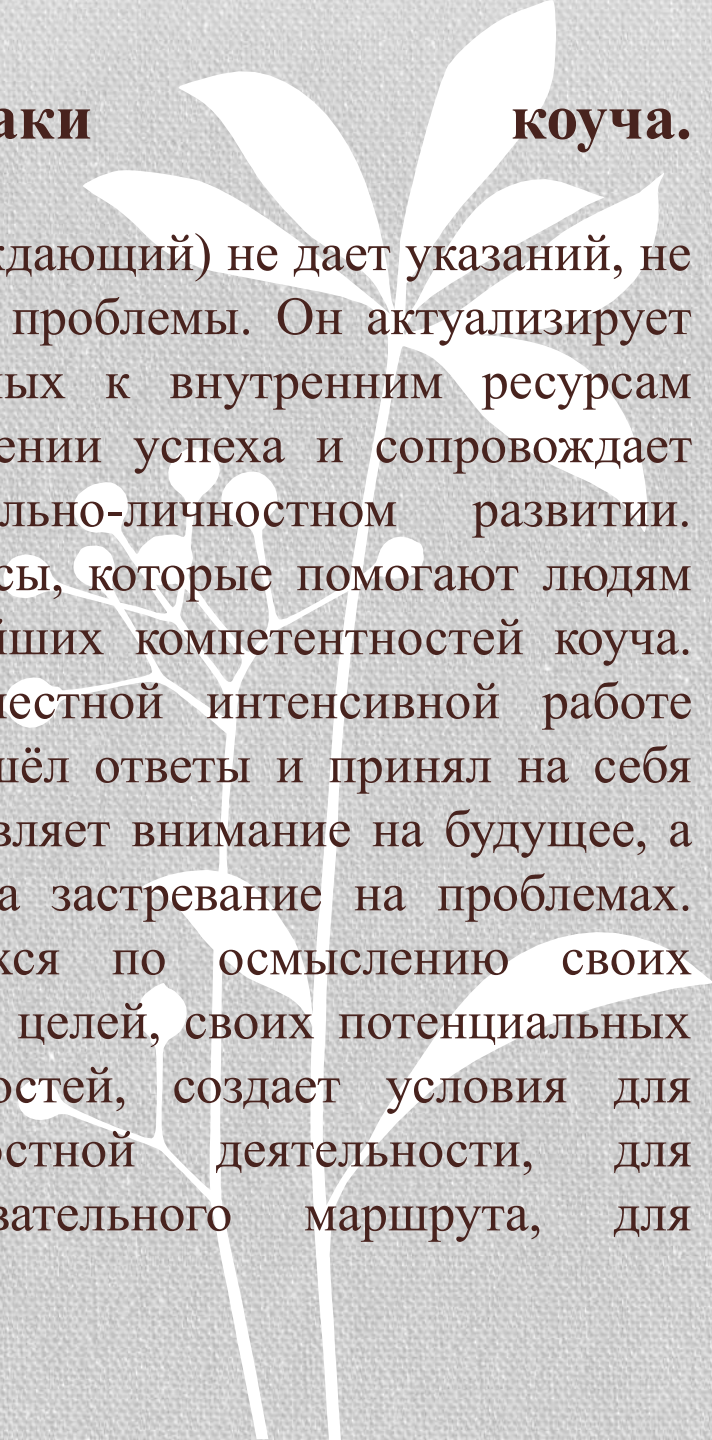 аки коуча.
ждающий) не дает указаний, не
проблемы. Он актуализирует
ных к внутренним ресурсам
ении успеха и сопровождает
льно-личностном развитии.
сы, которые помогают людям
йших компетентностей коуча.
местной интенсивной работе
шёл ответы и принял на себя
вляет внимание на будущее, а
а застревание на проблемах.
хся по осмыслению своих
целей, своих потенциальных
остей, создает условия для
остной деятельности, для
вательного маршрута, для